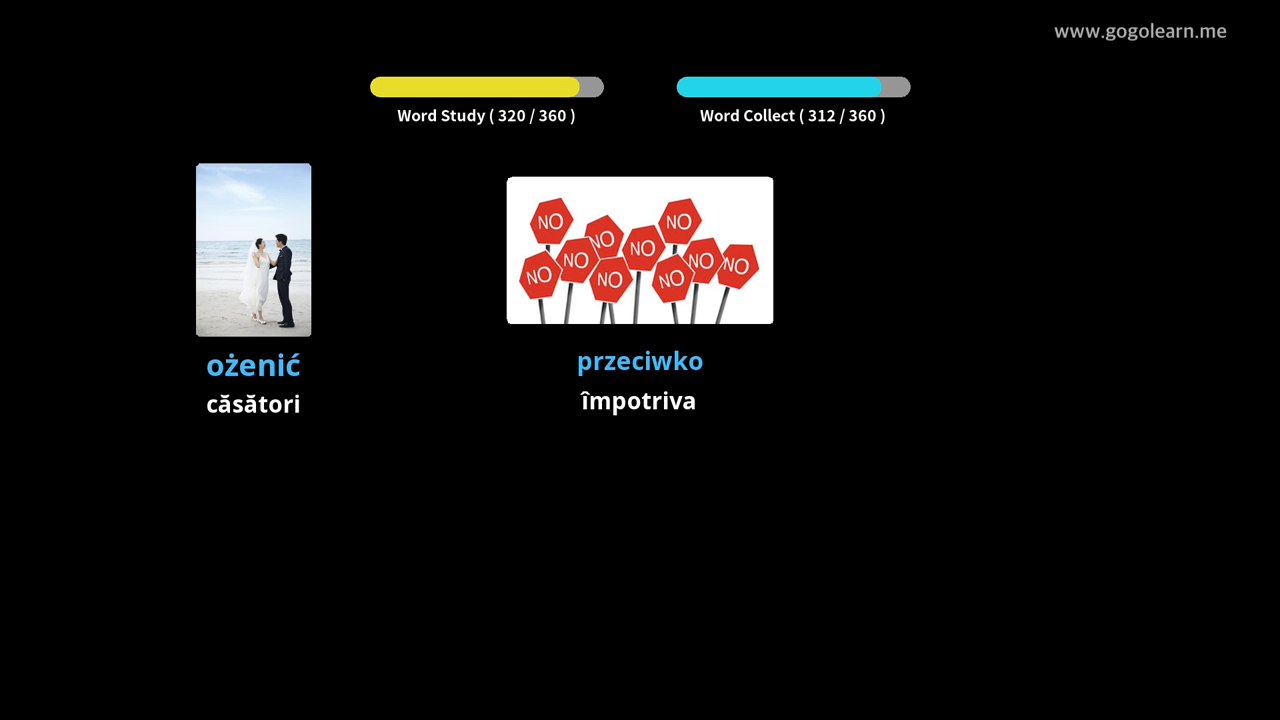 www.gogolearn.me
Word Study ( 320 / 360 )
Word Collect ( 312 / 360 )
NO
NO
NO
NO
NO
NO
NO
NO
NO
NO
ożenić
căsători
przeciwko
împotriva